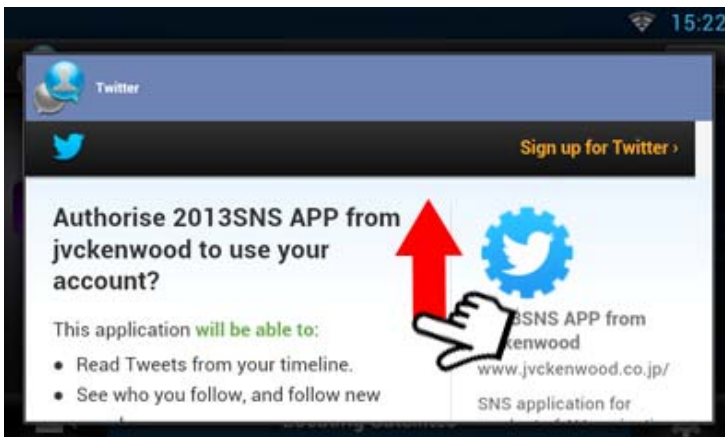 15:22
Twitter
Sign up for Twitter ›
Authorise 2013SNS APP from
jvckenwood to use your
account?
This application will be able to:
• Read Tweets from your timeline.
• See who you follow, and follow new
SNS APP from
www.jvckenwood.co.jp/
SNS application for